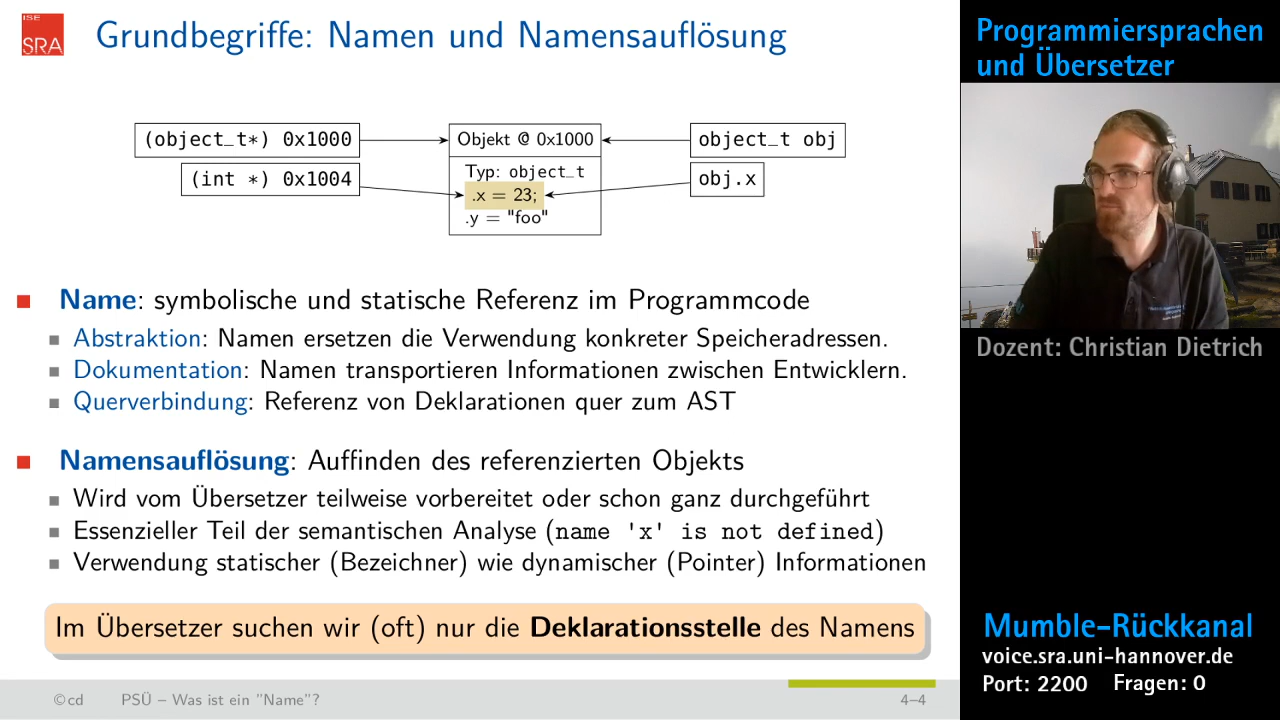 ISE
SRA
Grundbegriffe: Namen und Namensauflösung
(object_t*) 0x1000
(int *) 0x1004
Objekt @ 0x1000
Typ: object_t
.x = 23;
.y = "foo"
object_t obj
obj.x
Name: symbolische und statische Referenz im Programmcode
Abstraktion: Namen ersetzen die Verwendung konkreter Speicheradressen.
Dokumentation: Namen transportieren Informationen zwischen Entwicklern.
Querverbindung: Referenz von Deklarationen quer zum AST
Namensauflösung: Auffinden des referenzierten Objekts
Wird vom Übersetzer teilweise vorbereitet oder schon ganz durchgeführt
Essenzieller Teil der semantischen Analyse (name 'x' is not defined)
Verwendung statischer (Bezeichner) wie dynamischer (Pointer) Informationen
Im Übersetzer suchen wir (oft) nur die Deklarationsstelle des Namens
©cd PSÜ – Was ist ein "Name"? 4–4
Programmiersprachen
und Übersetzer
Dozent: Christian Dietrich
Mumble-Rückkanal
voice.sra.uni-hannover.de
Port: 2200 Fragen: 0